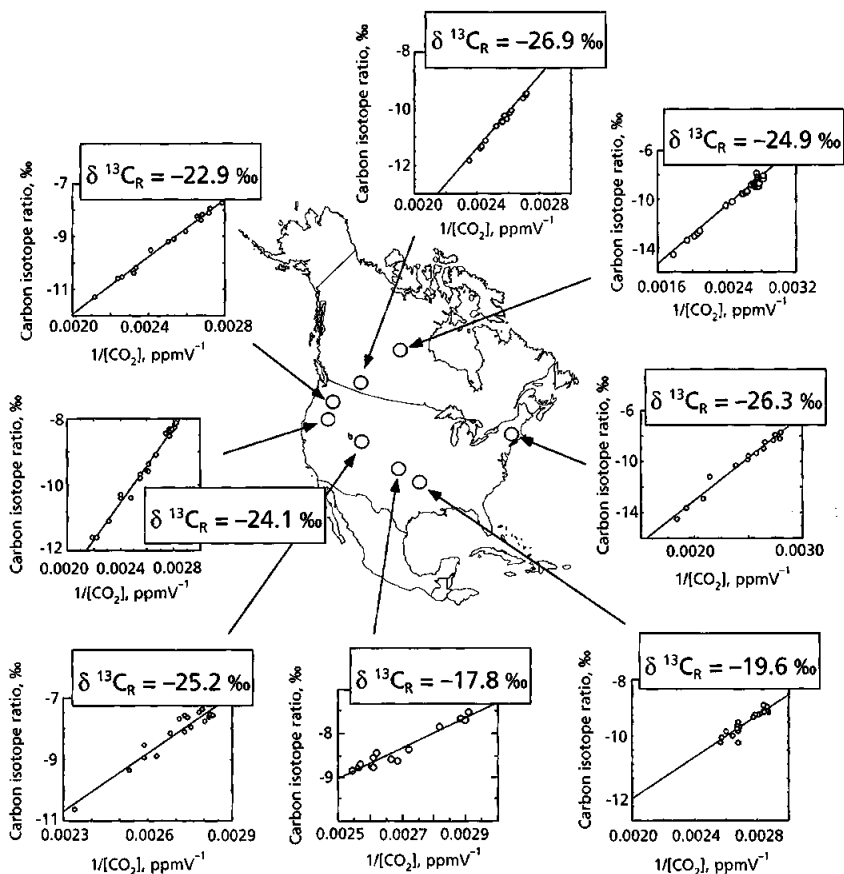 δ ¹³C_R = −26.9 ‰
Carbon isotope ratio, ‰
-8
-10
-12
0.0020 0.0024 0.0028
1/[CO₂], ppmV⁻¹
δ ¹³C_R = −22.9 ‰
Carbon isotope ratio, ‰
-7
-9
-11
0.0020 0.0024 0.0028
1/[CO₂], ppmV⁻¹
δ ¹³C_R = −24.9 ‰
Carbon isotope ratio, ‰
-6
-10
-14
0.0016 0.0024 0.0032
1/[CO₂], ppmV⁻¹
Carbon isotope ratio, ‰
-8
-10
-12
0.0020 0.0024 0.0028
1/[CO₂], ppmV⁻¹
δ ¹³C_R = −24.1 ‰
δ ¹³C_R = −26.3 ‰
Carbon isotope ratio, ‰
-6
-10
-14
0.0020 0.0030
1/[CO₂], ppmV⁻¹
δ ¹³C_R = −25.2 ‰
Carbon isotope ratio, ‰
-7
-9
-11
0.0023 0.0026 0.0029
1/[CO₂], ppmV⁻¹
δ ¹³C_R = −17.8 ‰
Carbon isotope ratio, ‰
-8
-9
0.0025 0.0027 0.0029
1/[CO₂], ppmV⁻¹
δ ¹³C_R = −19.6 ‰
Carbon isotope ratio, ‰
-8
-10
-12
0.0020 0.0024 0.0028
1/[CO₂], ppmV⁻¹